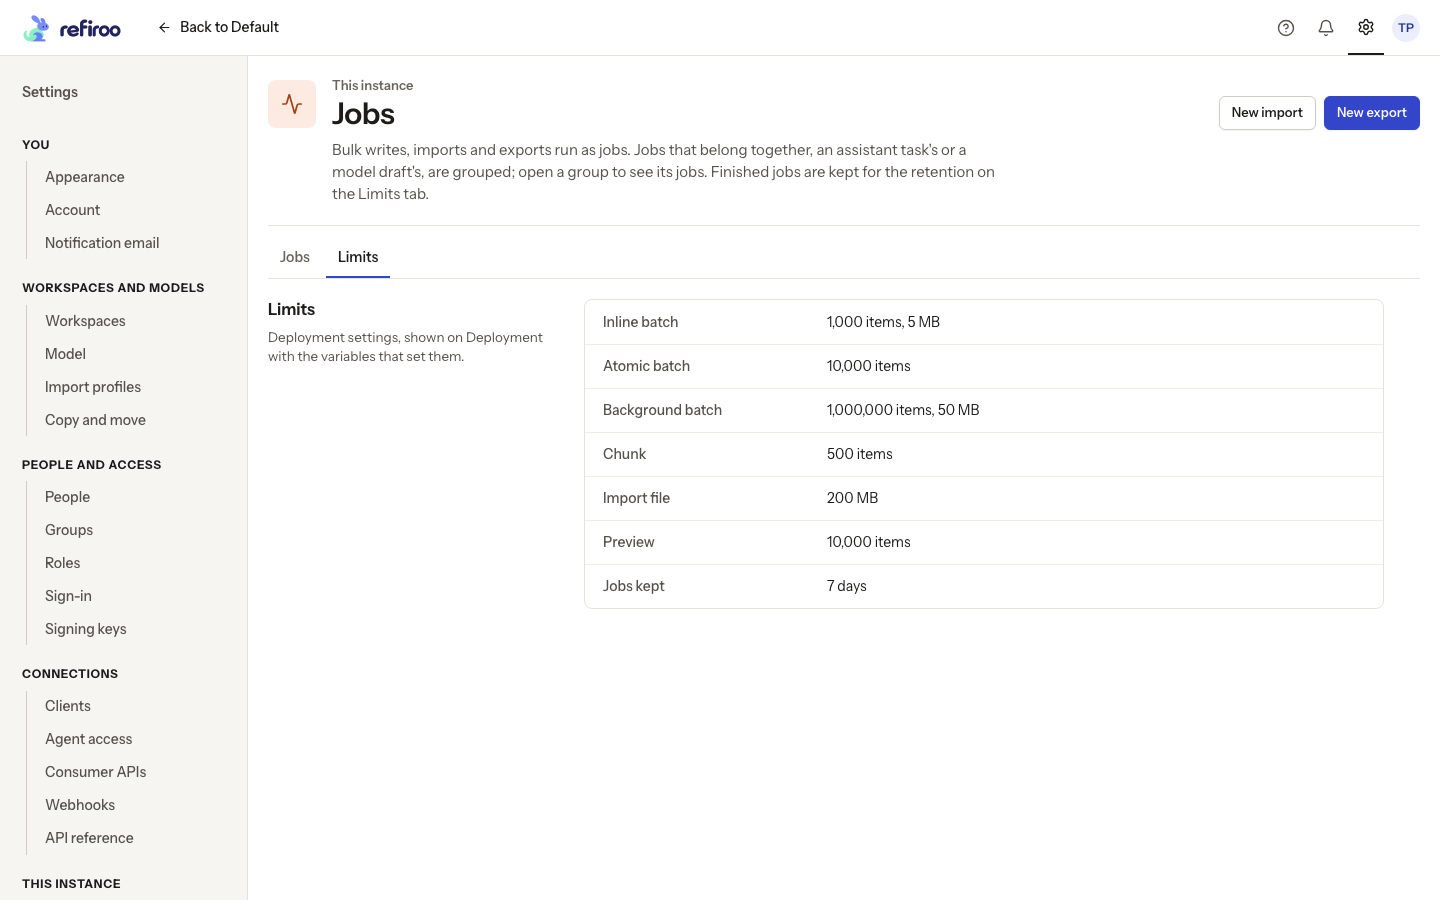 refiroo
Back to Default
TP
Settings
YOU
Appearance
Account
Notification email
WORKSPACES AND MODELS
Workspaces
Model
Import profiles
Copy and move
PEOPLE AND ACCESS
People
Groups
Roles
Sign-in
Signing keys
CONNECTIONS
Clients
Agent access
Consumer APIs
Webhooks
API reference
THIS INSTANCE
This instance
Jobs
Bulk writes, imports and exports run as jobs. Jobs that belong together, an assistant task's or a
model draft's, are grouped; open a group to see its jobs. Finished jobs are kept for the retention on
the Limits tab.
New import
New export
Jobs
Limits
Limits
Deployment settings, shown on Deployment
with the variables that set them.
Inline batch 1,000 items, 5 MB
Atomic batch 10,000 items
Background batch 1,000,000 items, 50 MB
Chunk 500 items
Import file 200 MB
Preview 10,000 items
Jobs kept 7 days